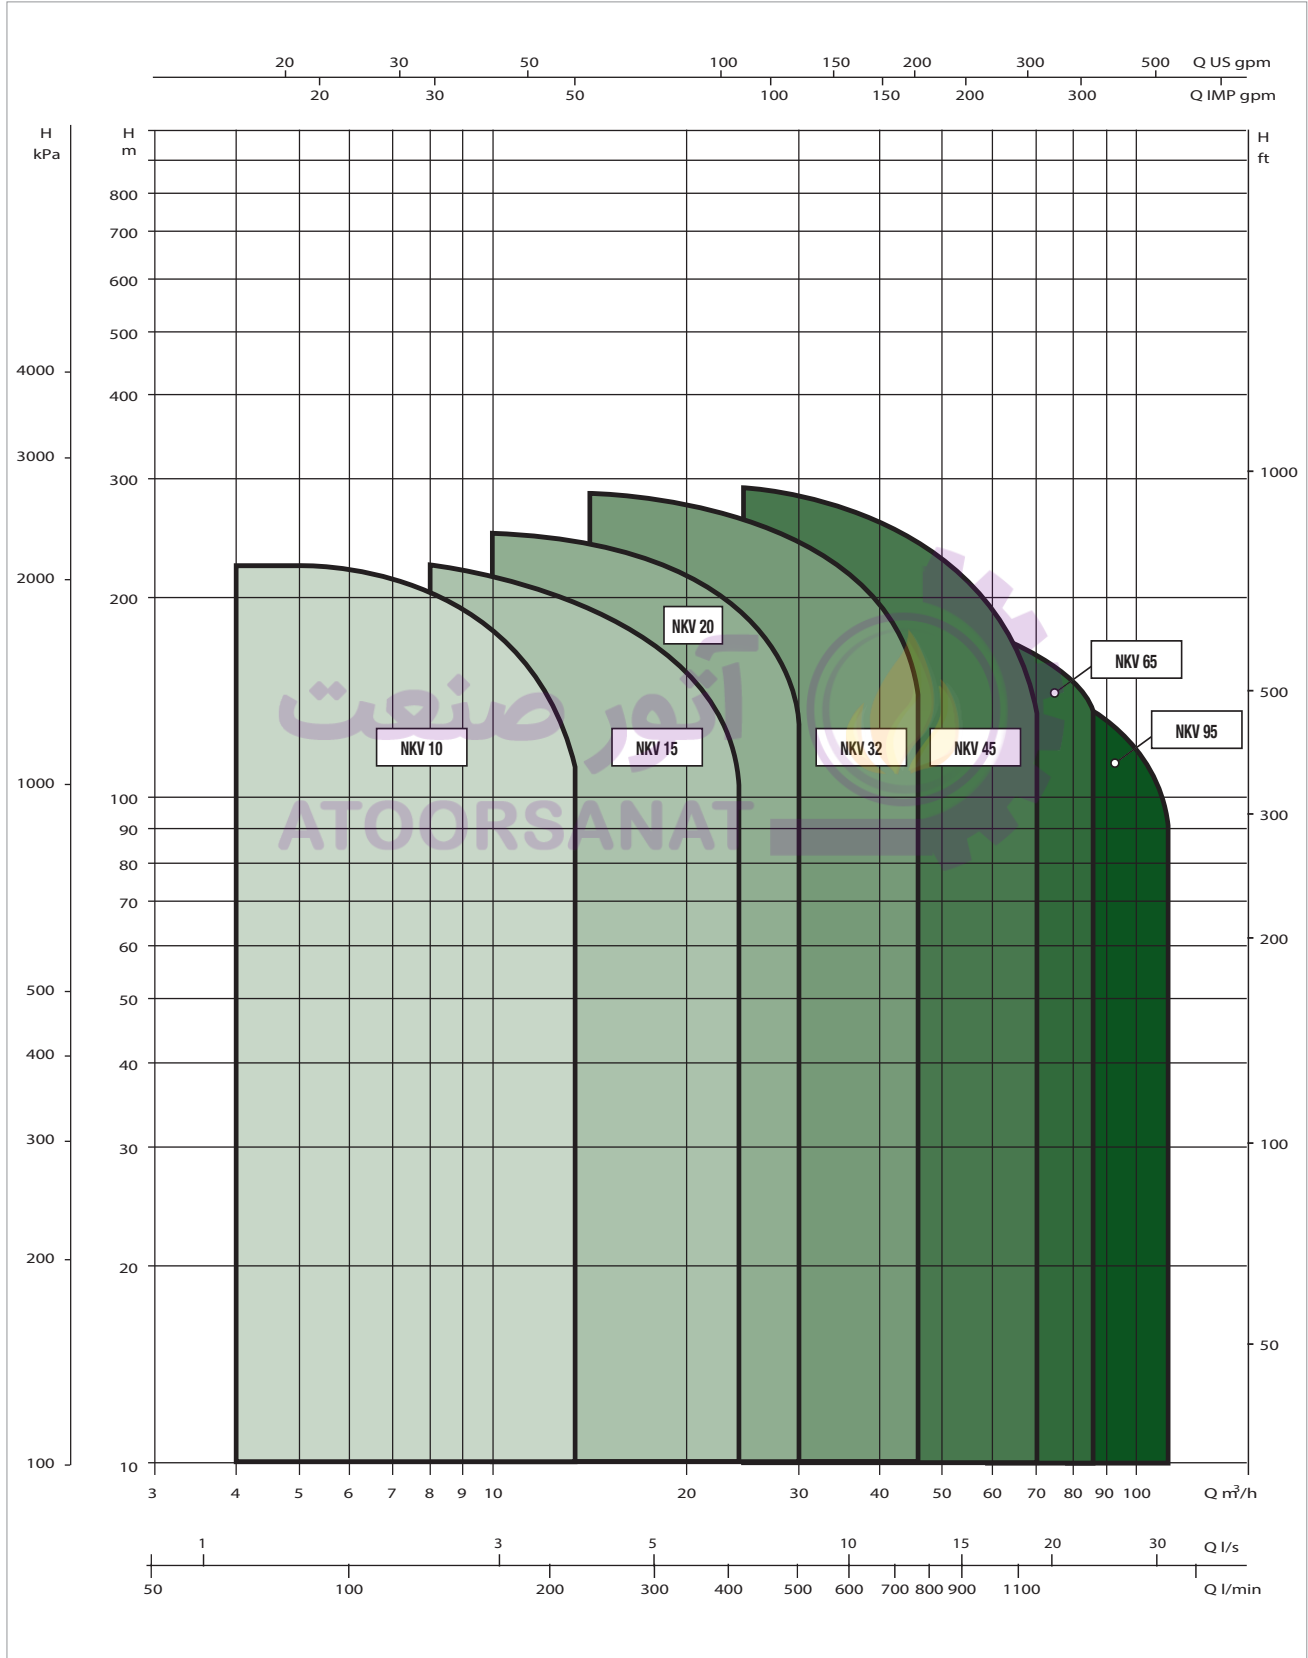 20 30 50 100 150 200 300 500 Q US gpm
20 30 50 100 150 200 300 Q IMP gpm
H H H
kPa m ft
800
700
600
500
4000
400
3000
300 1000
2000
200
NKV 20
NKV 65
آتور صنعت
500
NKV 95
NKV 10 NKV 15 NKV 32 NKV 45
1000
100
300
ATOORSANAT
90
80
70
60 200
500
50
400
40
300 100
30
200
20
50
100 10
3 4 5 6 7 8 9 10 20 30 40 50 60 70 80 90 100 Q m³/h
1 3 5 10 15 20 30 Q l/s
50 100 200 300 400 500 600 700 800 900 1100 Q l/min